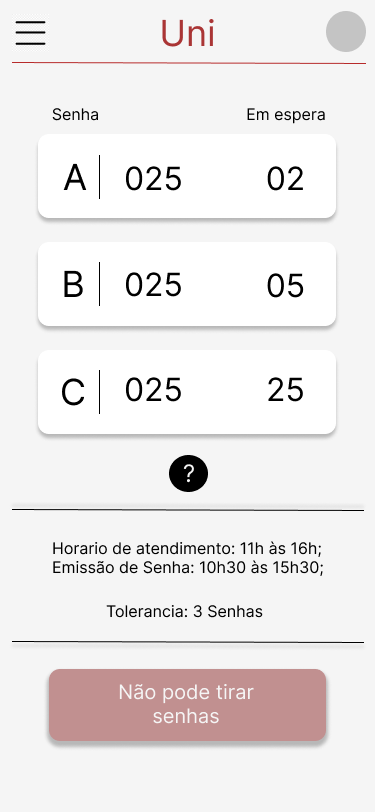 Uni
Senha Em espera
A 025 02
B 025 05
C 025 25
?
Horario de atendimento: 11h às 16h;
Emissão de Senha: 10h30 às 15h30;
Tolerancia: 3 Senhas
Não pode tirar
senhas